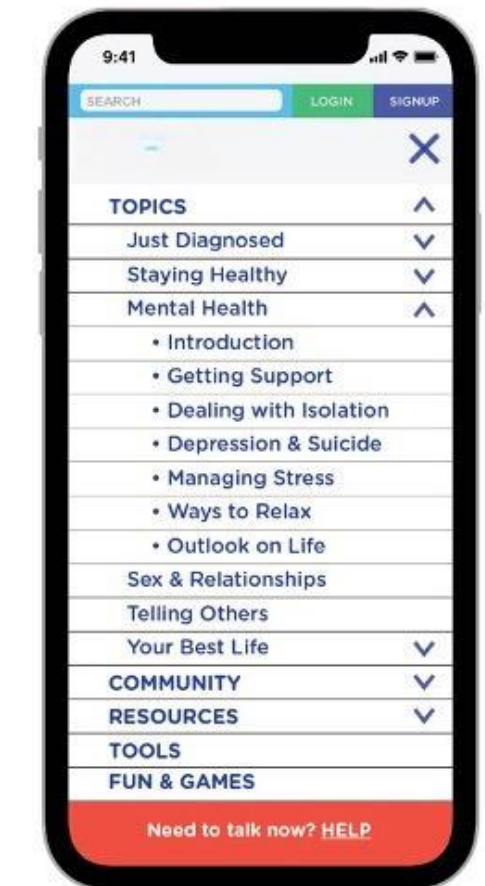 9:41
SEARCH LOGIN SIGNUP
TOPICS
Just Diagnosed
Staying Healthy
Mental Health
• Introduction
• Getting Support
• Dealing with Isolation
• Depression & Suicide
• Managing Stress
• Ways to Relax
• Outlook on Life
Sex & Relationships
Telling Others
Your Best Life
COMMUNITY
RESOURCES
TOOLS
FUN & GAMES
Need to talk now? HELP